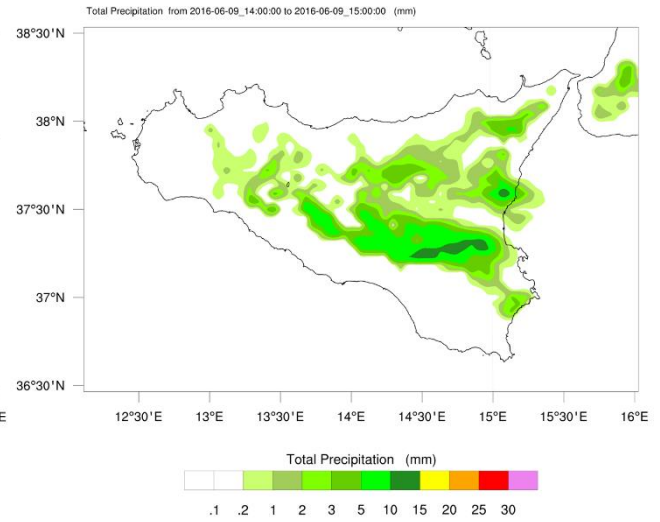 Total Precipitation from 2016-06-09_14:00:00 to 2016-06-09_15:00:00 (mm)
38°30'N
38°N
37°30'N
37°N
36°30'N
E 12°30'E 13°E 13°30'E 14°E 14°30'E 15°E 15°30'E 16°E
Total Precipitation (mm)
.1 .2 1 2 3 5 10 15 20 25 30